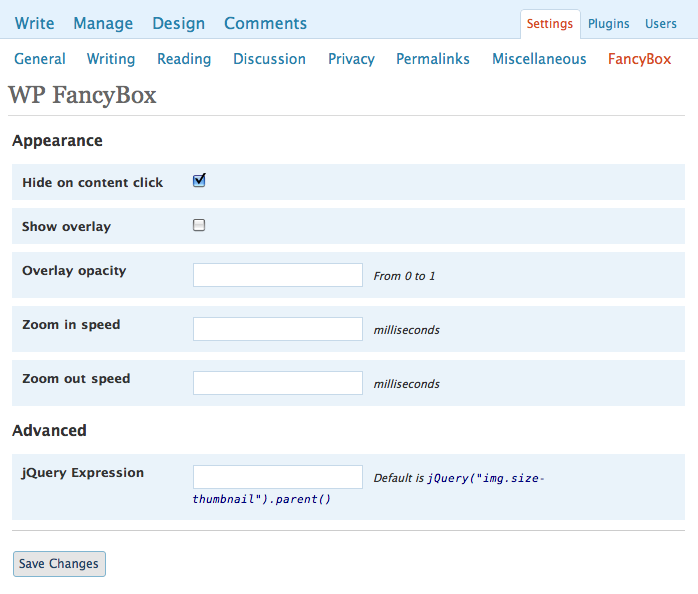 Write Manage Design Comments Settings Plugins Users
General Writing Reading Discussion Privacy Permalinks Miscellaneous FancyBox
WP FancyBox
Appearance
Hide on content click
Show overlay
Overlay opacity From 0 to 1
Zoom in speed milliseconds
Zoom out speed milliseconds
Advanced
jQuery Expression Default is jQuery("img.size-
thumbnail").parent()
Save Changes